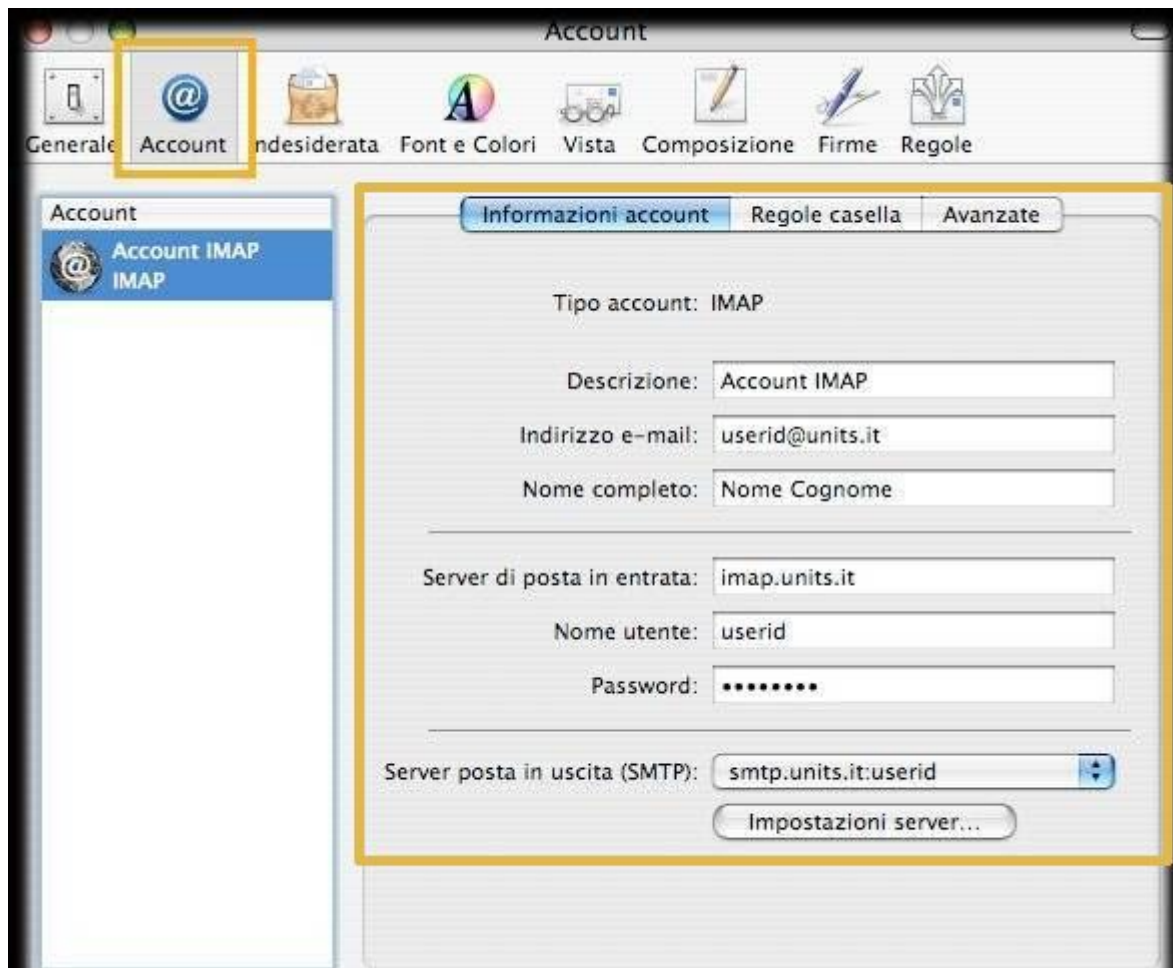 Account
Generale Account Indesiderata Font e Colori Vista Composizione Firme Regole
Account
Account IMAP
IMAP
Informazioni account Regole casella Avanzate
Tipo account: IMAP
Descrizione: Account IMAP
Indirizzo e-mail: userid@units.it
Nome completo: Nome Cognome
Server di posta in entrata: imap.units.it
Nome utente: userid
Password: ••••••••
Server posta in uscita (SMTP): smtp.units.it:userid
Impostazioni server...